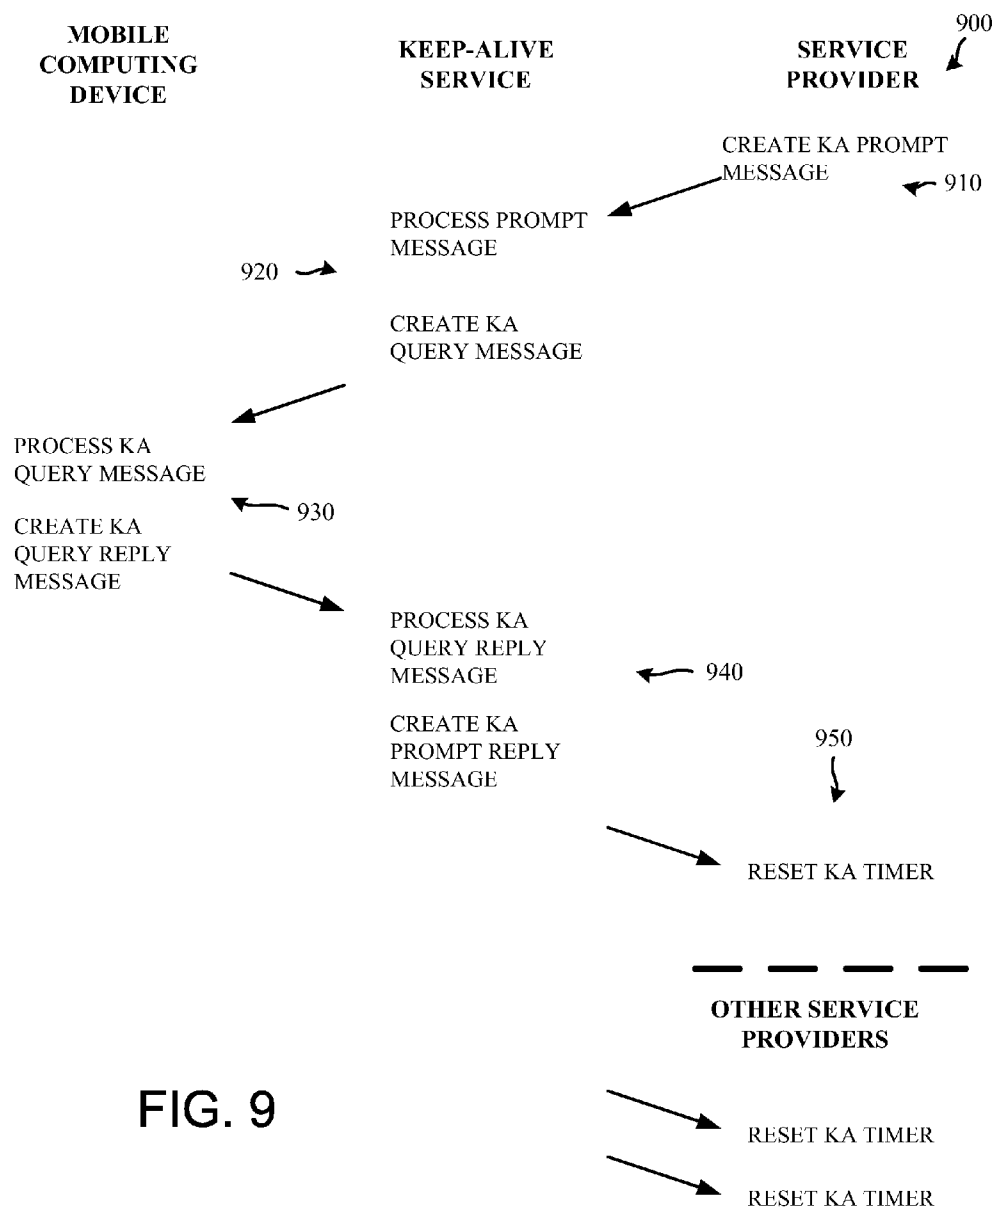 900
MOBILE
COMPUTING
DEVICE
KEEP-ALIVE
SERVICE
SERVICE
PROVIDER
CREATE KA PROMPT
MESSAGE
910
PROCESS PROMPT
MESSAGE
920
CREATE KA
QUERY MESSAGE
PROCESS KA
QUERY MESSAGE
930
CREATE KA
QUERY REPLY
MESSAGE
PROCESS KA
QUERY REPLY
MESSAGE
940
CREATE KA
PROMPT REPLY
MESSAGE
950
RESET KA TIMER
OTHER SERVICE
PROVIDERS
FIG. 9
RESET KA TIMER
RESET KA TIMER